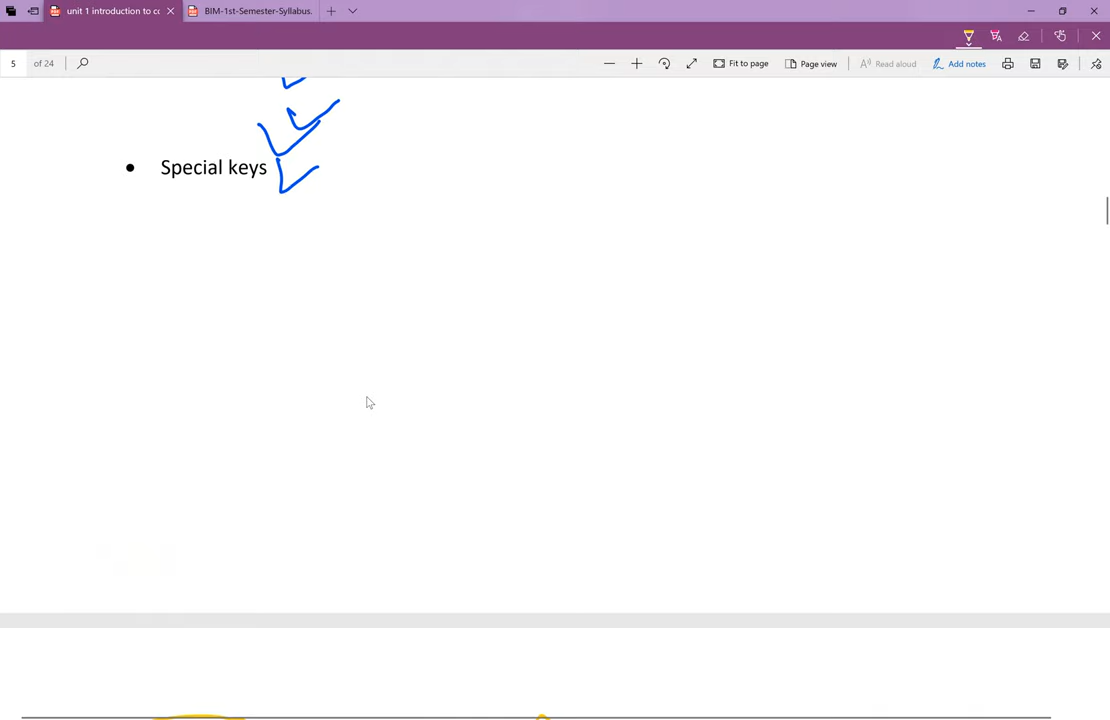 unit 1 introduction to cc
BIM-1st-Semester-Syllabus.
5 of 24
Fit to page
Page view
Read aloud
Add notes
• Special keys